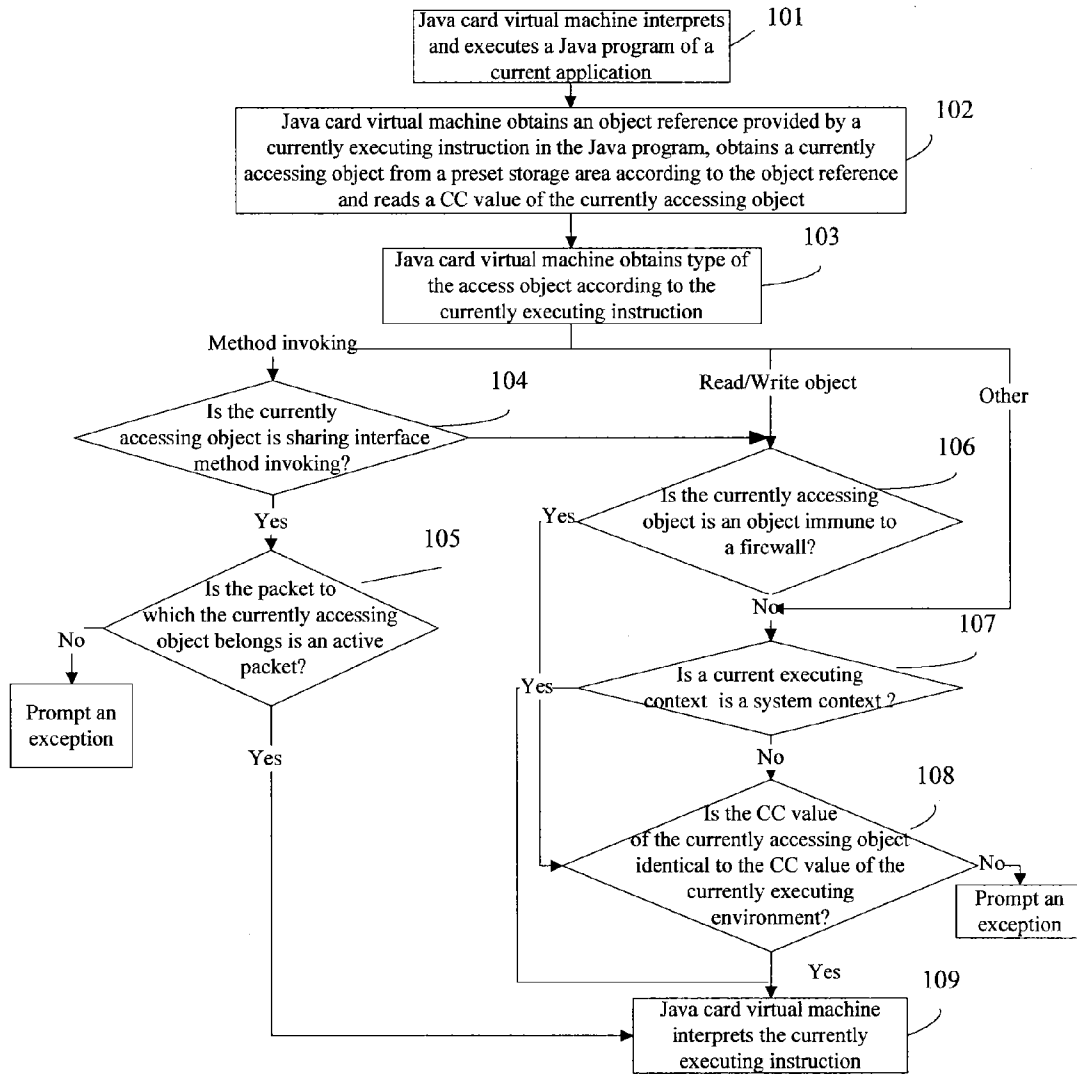 Java card virtual machine interprets
and executes a Java program of a
current application
101
Java card virtual machine obtains an object reference provided by a
currently executing instruction in the Java program, obtains a currently
accessing object from a preset storage area according to the object reference
and reads a CC value of the currently accessing object
102
Java card virtual machine obtains type of
the access object according to the
currently executing instruction
103
Method invoking
Read/Write object
Other
Is the currently
accessing object is sharing interface
method invoking?
104
Is the currently accessing
object is an object immune to
a firewall?
106
Yes
Yes
No
Is the packet to
which the currently accessing
object belongs is an active
packet?
105
No
Prompt an
exception
Yes
Is a current executing
context is a system context ?
107
Yes
No
Is the CC value
of the currently accessing object
identical to the CC value of the
currently executing
environment?
108
No
Prompt an
exception
Yes
Java card virtual machine
interprets the currently
executing instruction
109